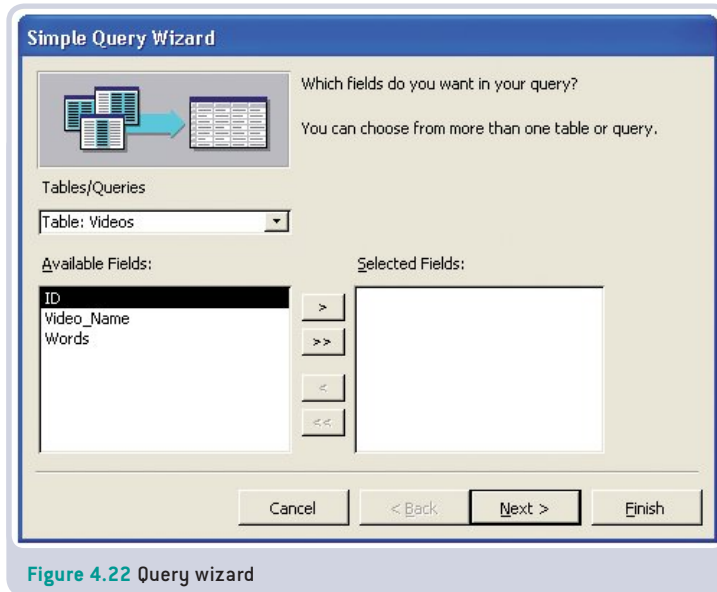 Simple Query Wizard
Which fields do you want in your query?
You can choose from more than one table or query.
Tables/Queries
Table: Videos
Available Fields:
Selected Fields:
ID
Video_Name
Words
>
>>
<
<<
Cancel
< Back
Next >
Finish
Figure 4.22 Query wizard